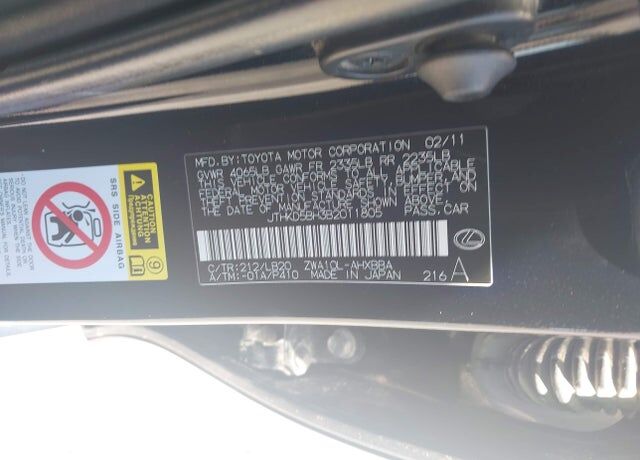 MFD. BY: TOYOTA MOTOR CORPORATION 02/11
GVWR 4065LB GAWR FR 2335LB RR 2235LB
THIS VEHICLE CONFORMS TO ALL APPLICABLE
FEDERAL MOTOR VEHICLE SAFETY, BUMPER, AND
THEFT PREVENTION STANDARDS IN EFFECT ON
THE DATE OF MANUFACTURE SHOWN ABOVE.
JTHKD5BH3B2011805 PASS. CAR
C/TR: 212/LB20 ZWA10L-AHXBBA
A/TM: -01A/P410 MADE IN JAPAN
216 A
SRS SIDE AIRBAG
CAUTION
ATTENTION
ACHTUNG
9